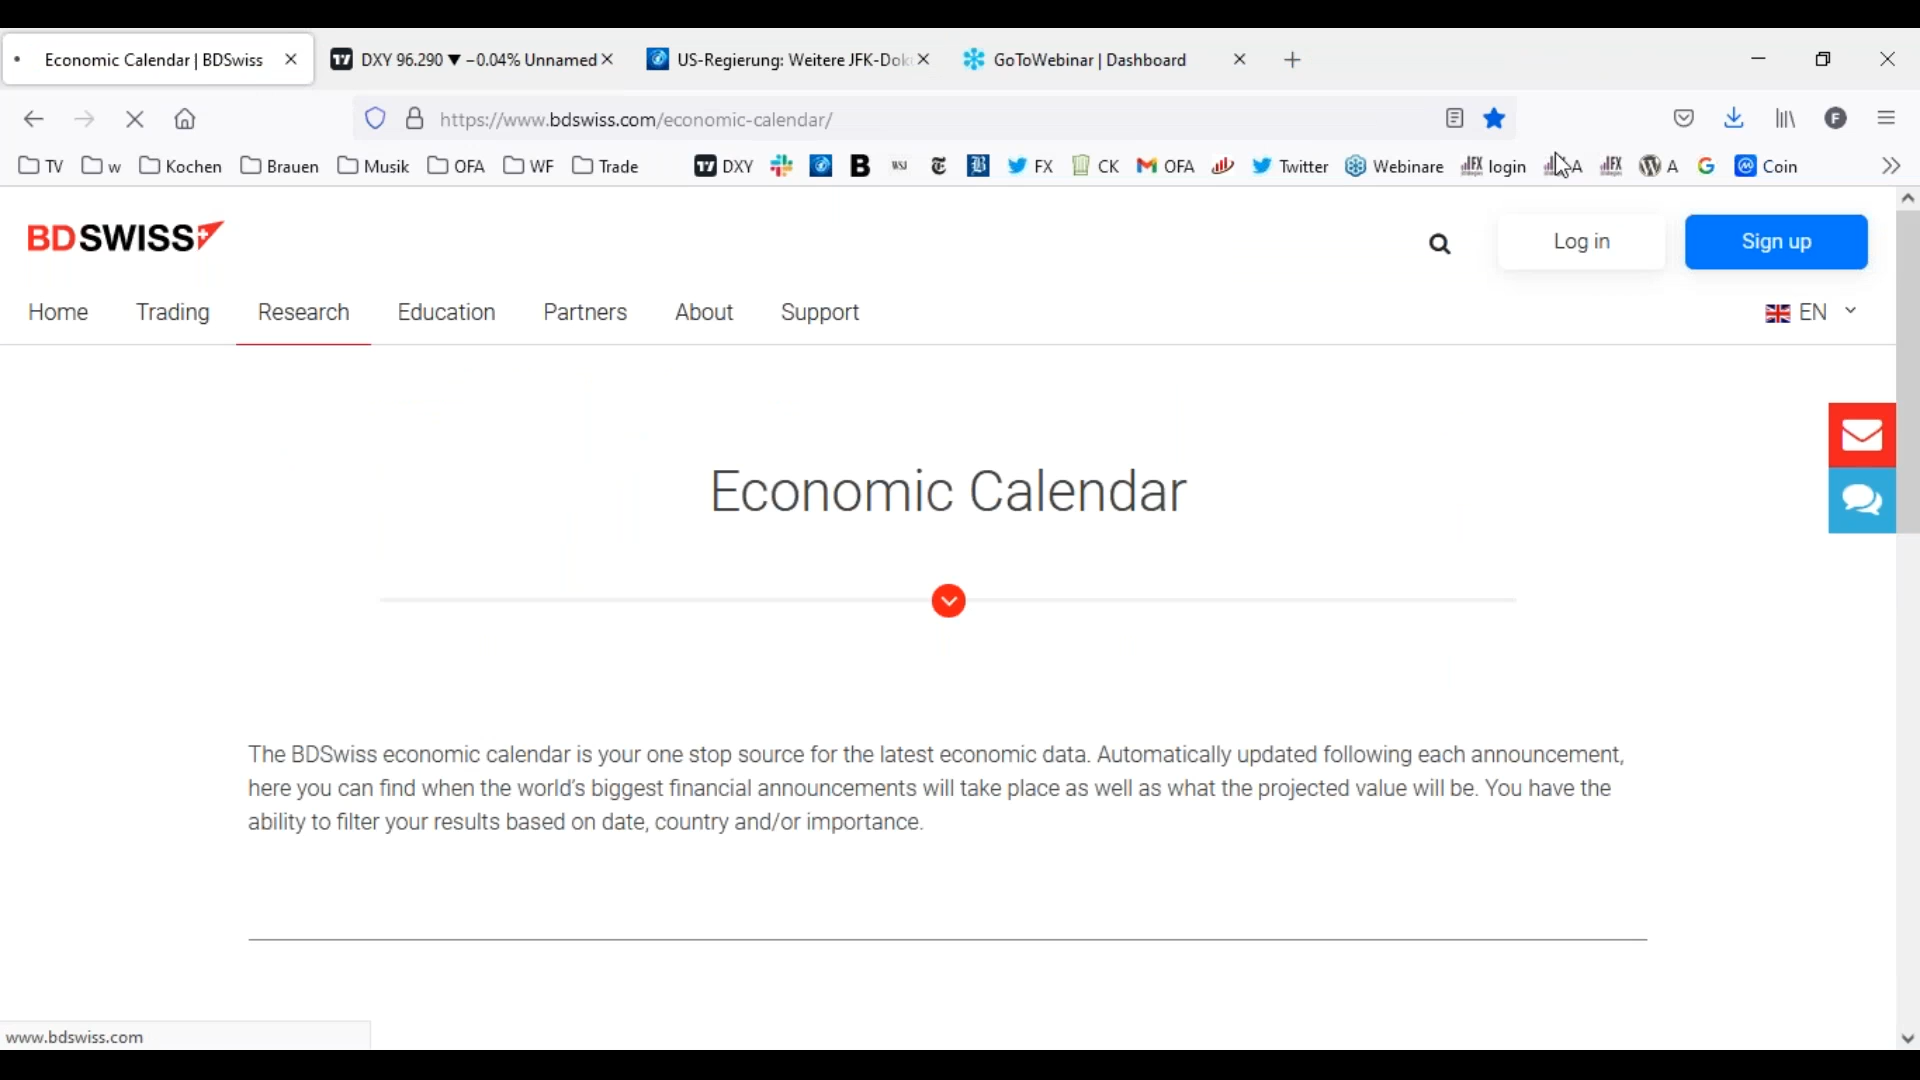 Economic Calendar | BDSwiss
DXY 96.290 ▼ −0.04% Unnamed
US-Regierung: Weitere JFK-Dok
GoToWebinar | Dashboard
https://www.bdswiss.com/economic-calendar/
TV w Kochen Brauen Musik OFA WF Trade DXY B WSJ FX CK OFA Twitter Webinare login A FX A G Coin
BDSWISS
Log in
Sign up
Home Trading Research Education Partners About Support
EN
Economic Calendar
The BDSwiss economic calendar is your one stop source for the latest economic data. Automatically updated following each announcement,
here you can find when the world's biggest financial announcements will take place as well as what the projected value will be. You have the
ability to filter your results based on date, country and/or importance.
www.bdswiss.com